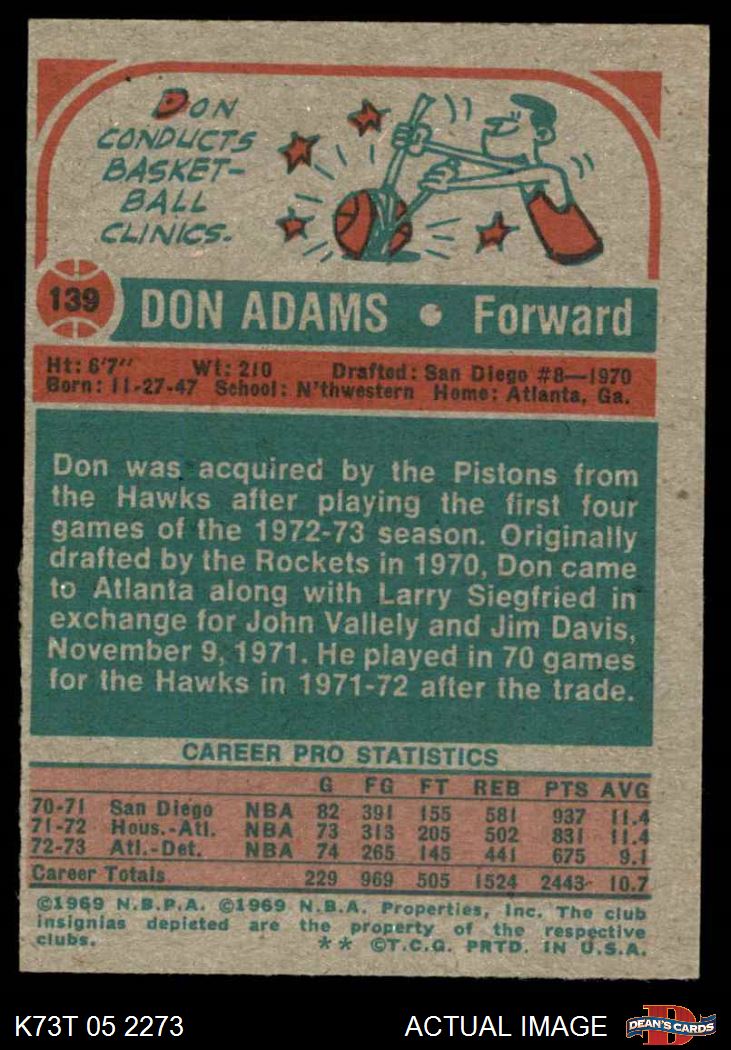 DON
CONDUCTS
BASKET-
BALL
CLINICS.
139 DON ADAMS • Forward
Ht: 6'7" Wt: 210 Drafted: San Diego #8—1970
Born: 11-27-47 School: N'thwestern Home: Atlanta, Ga.
Don was acquired by the Pistons from
the Hawks after playing the first four
games of the 1972-73 season. Originally
drafted by the Rockets in 1970, Don came
to Atlanta along with Larry Siegfried in
exchange for John Vallely and Jim Davis,
November 9, 1971. He played in 70 games
for the Hawks in 1971-72 after the trade.
CAREER PRO STATISTICS
G FG FT REB PTS AVG
70-71 San Diego NBA 82 391 155 581 937 11.4
71-72 Hous.-Atl. NBA 73 313 205 502 831 11.4
72-73 Atl.-Det. NBA 74 265 145 441 675 9.1
Career Totals 229 969 505 1524 2443 10.7
©1969 N.B.P.A. ©1969 N.B.A. Properties, Inc. The club
insignias depicted are the property of the respective
clubs. ** ©T.C.G. PRTD. IN U.S.A.
K73T 05 2273 ACTUAL IMAGE D DEAN'S CARDS